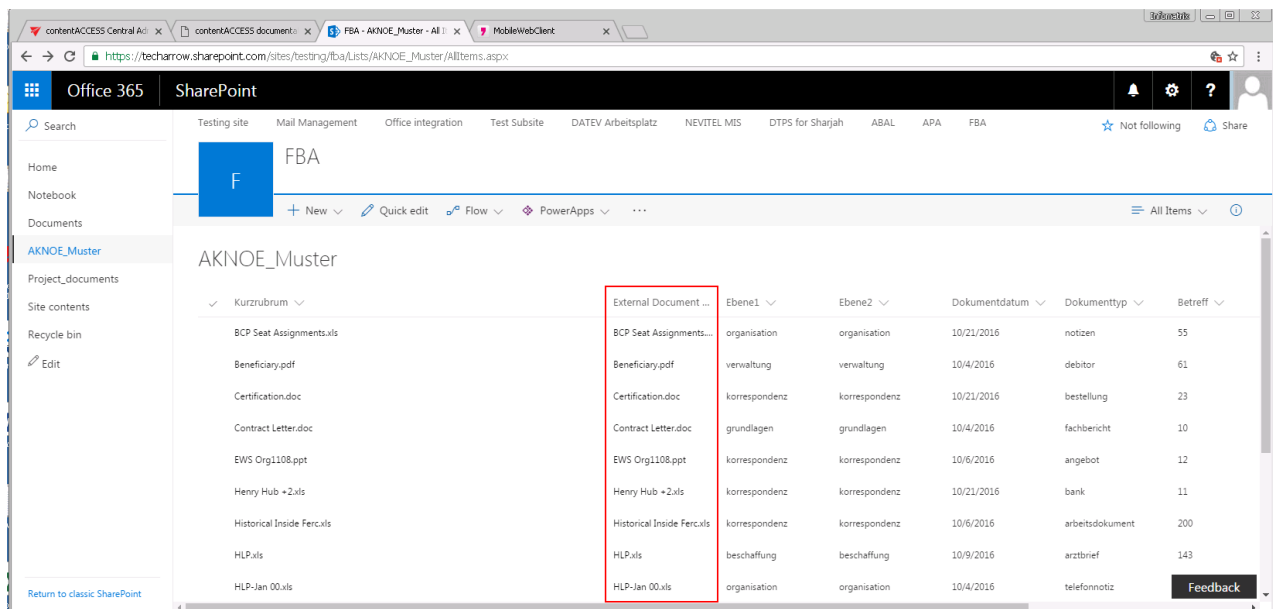 Infomatrix
contentACCESS Central Ad
contentACCESS documenta
FBA - AKNOE_Master - All I
MobileWebClient
https://techarrow.sharepoint.com/sites/testing/fba/Lists/AKNOE_Muster/AllItems.aspx
Office 365 SharePoint ?
Search
Testing site Mail Management Office integration Test Subsite DATEV Arbeitsplatz NEVITEL MIS DTPS for Sharjah ABAL APA FBA
Not following Share
F FBA
Home
Notebook
Documents
AKNOE_Muster
Project_documents
Site contents
Recycle bin
Edit
Return to classic SharePoint
New Quick edit Flow PowerApps ... All Items
AKNOE_Muster
Kurzrubrum External Document ... Ebene1 Ebene2 Dokumentdatum Dokumenttyp Betreff
BCP Seat Assignments.xls BCP Seat Assignments.... organisation organisation 10/21/2016 notizen 55
Beneficiary.pdf Beneficiary.pdf verwaltung verwaltung 10/4/2016 debitor 61
Certification.doc Certification.doc korrespondenz korrespondenz 10/21/2016 bestellung 23
Contract Letter.doc Contract Letter.doc grundlagen grundlagen 10/4/2016 fachbericht 10
EWS Org1108.ppt EWS Org1108.ppt korrespondenz korrespondenz 10/6/2016 angebot 12
Henry Hub +2.xls Henry Hub +2.xls korrespondenz korrespondenz 10/21/2016 bank 11
Historical Inside Ferc.xls Historical Inside Ferc.xls korrespondenz korrespondenz 10/6/2016 arbeitsdokument 200
HLP.xls HLP.xls beschaffung beschaffung 10/9/2016 arztbrief 143
HLP-Jan 00.xls HLP-Jan 00.xls organisation organisation 10/4/2016 telefonnotiz
Feedback